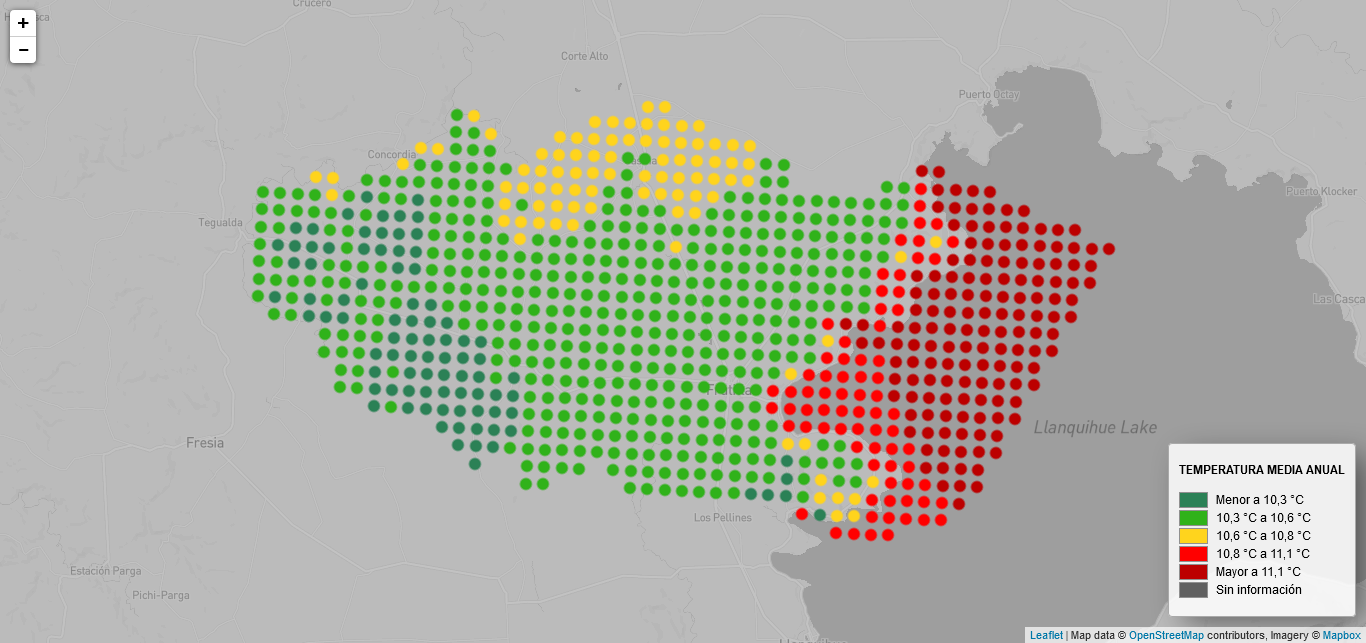 +
−
Crucero
Corte Alto
Puerto Octay
Concordia
Puerto Klocker
Tegualda
Las Casca
Frutillar
Llanquihue Lake
Fresia
Los Pellines
Estación Parga
Pichi-Parga
TEMPERATURA MEDIA ANUAL
Menor a 10,3 °C
10,3 °C a 10,6 °C
10,6 °C a 10,8 °C
10,8 °C a 11,1 °C
Mayor a 11,1 °C
Sin información
Leaflet | Map data © OpenStreetMap contributors, Imagery © Mapbox